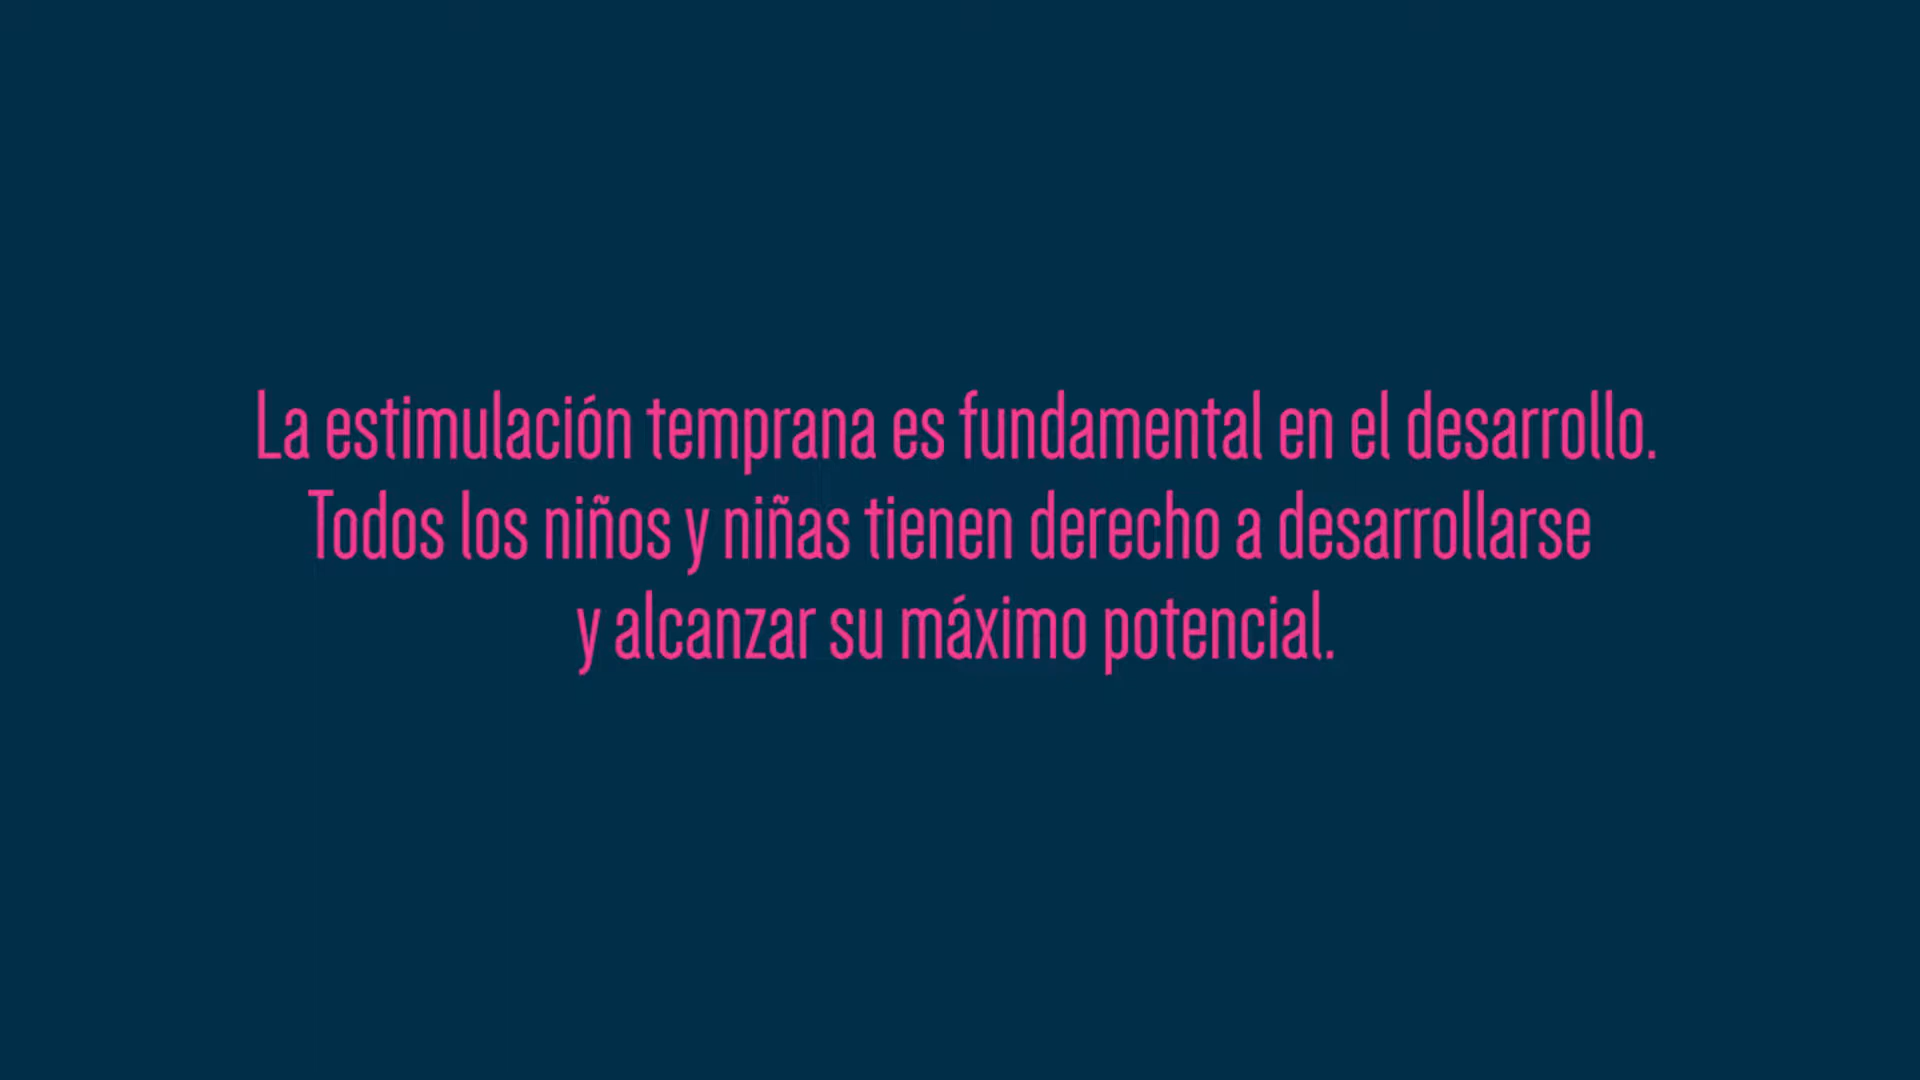 La estimulación temprana es fundamental en el desarrollo.
Todos los niños y niñas tienen derecho a desarrollarse
y alcanzar su máximo potencial.